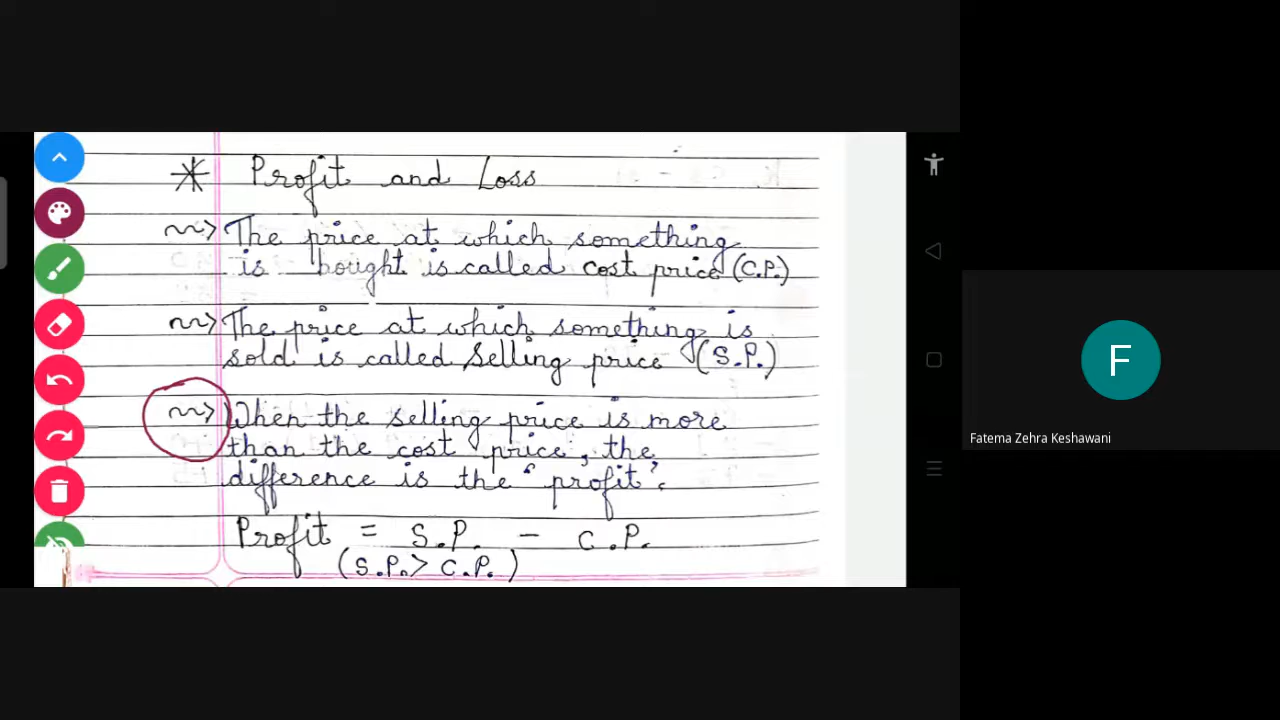 * Profit and Loss
~> The price at which something
is bought is called cost price (C.P.)
~> The price at which something is
sold is called Selling price (S.P.)
~> When the selling price is more
than the cost price, the
difference is the 'profit'.
Profit = S.P. - C.P.
(S.P. > C.P.)
F
Fatema Zehra Keshawani